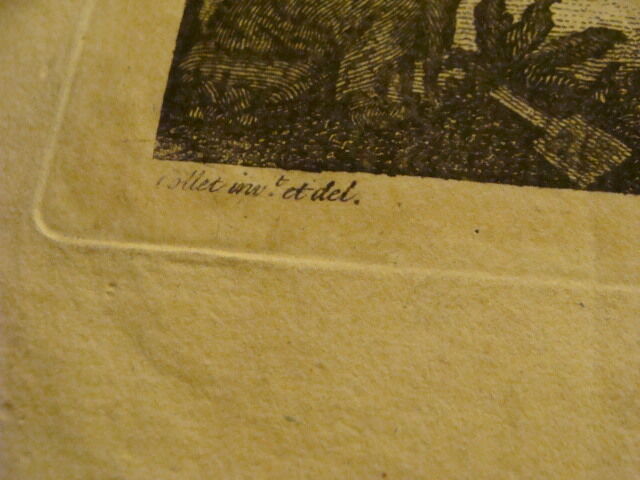 Collet inv.t et del.